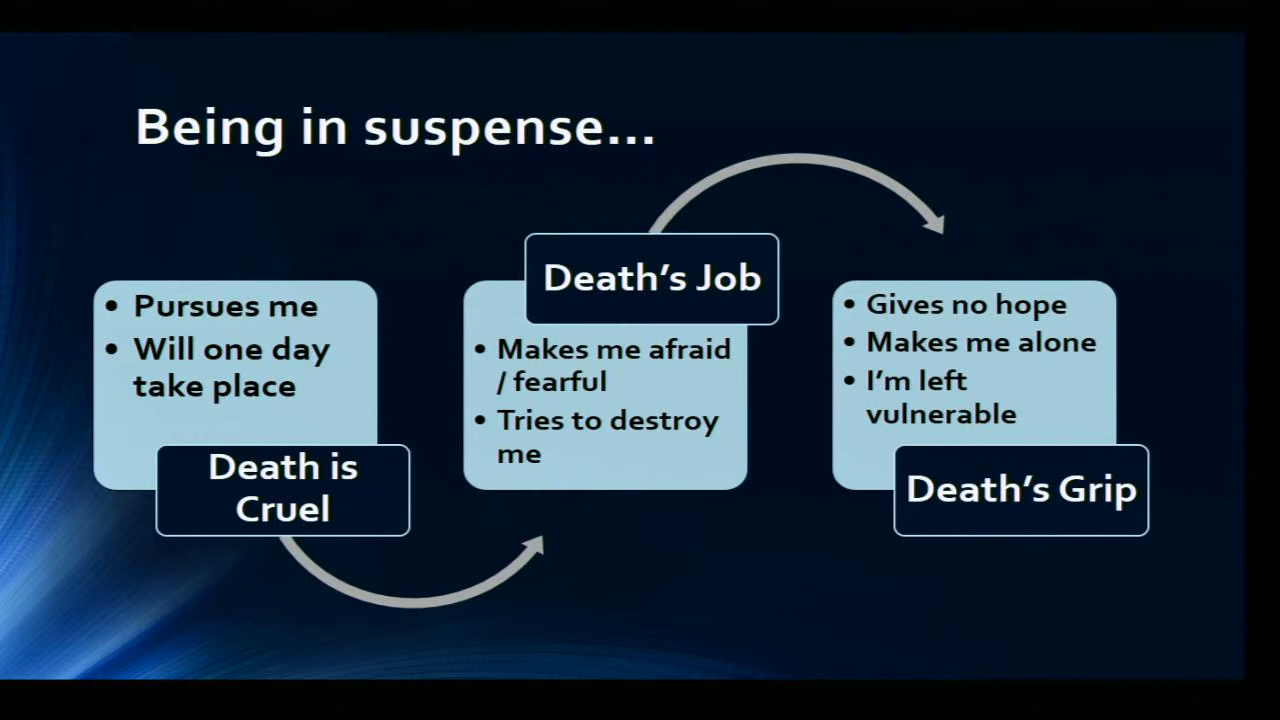 Being in suspense...
• Pursues me
• Will one day
take place
Death is
Cruel
Death’s Job
• Makes me afraid
/ fearful
• Tries to destroy
me
• Gives no hope
• Makes me alone
• I’m left
vulnerable
Death’s Grip